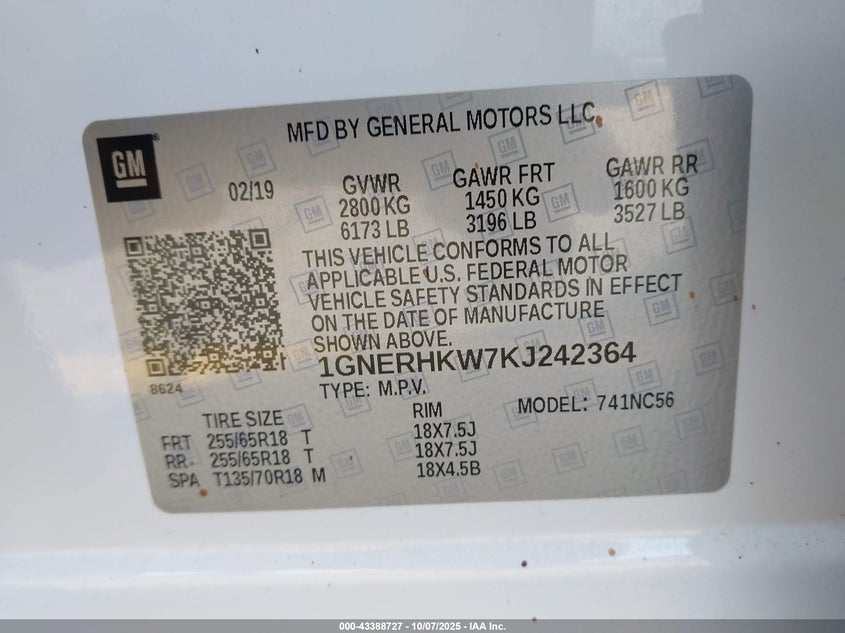 MFD BY GENERAL MOTORS LLC.
GM
02/19
GVWR
2800 KG
6173 LB
GAWR FRT
1450 KG
3196 LB
GAWR RR
1600 KG
3527 LB
THIS VEHICLE CONFORMS TO ALL
APPLICABLE U.S. FEDERAL MOTOR
VEHICLE SAFETY STANDARDS IN EFFECT
ON THE DATE OF MANUFACTURE
SHOWN ABOVE.
1GNERHKW7KJ242364
8624
TYPE: M.P.V.
MODEL: 741NC56
TIRE SIZE RIM
FRT 255/65R18 T 18X7.5J
RR 255/65R18 T 18X7.5J
SPA T135/70R18 M 18X4.5B
000-43388727 - 10/07/2025 - IAA Inc.